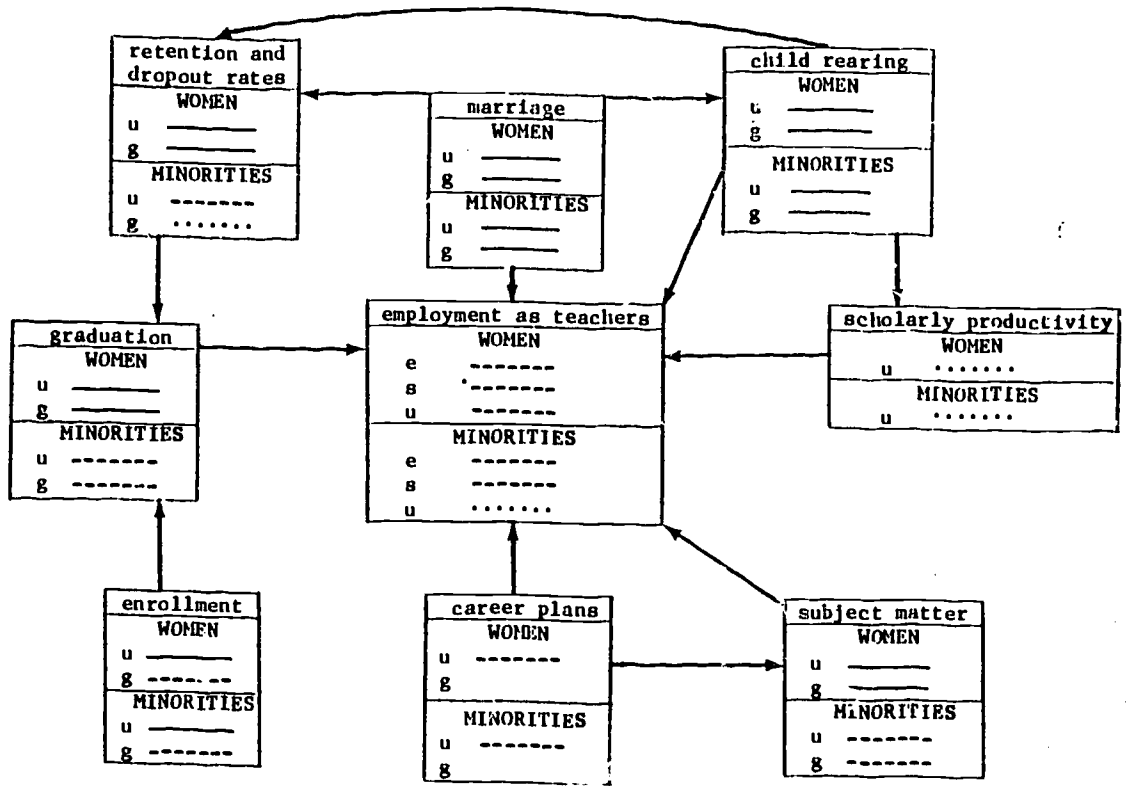 retention and
dropout rates
WOMEN
u
g
MINORITIES
u
g
marriage
WOMEN
u
g
MINORITIES
u
g
child rearing
WOMEN
u
g
MINORITIES
u
g
graduation
WOMEN
u
g
MINORITIES
u
g
employment as teachers
WOMEN
e
s
u
MINORITIES
e
s
u
scholarly productivity
WOMEN
u
MINORITIES
u
enrollment
WOMEN
u
g
MINORITIES
u
g
career plans
WOMEN
u
g
MINORITIES
u
g
subject matter
WOMEN
u
g
MINORITIES
u
g